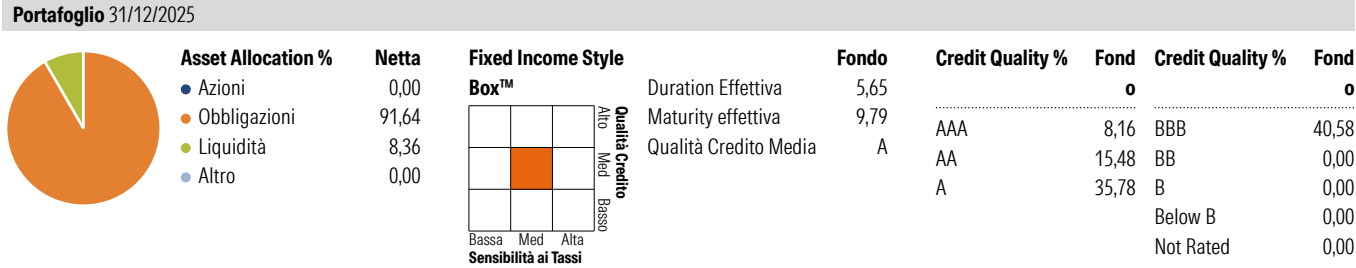 Portafoglio 31/12/2025
Asset Allocation % Netta
Azioni 0,00
Obbligazioni 91,64
Liquidità 8,36
Altro 0,00
Fixed Income Style Box™
Qualità Credito
Alto Med Basso
Bassa Med Alta
Sensibilità ai Tassi
Fondo
Duration Effettiva 5,65
Maturity effettiva 9,79
Qualità Credito Media A
Credit Quality % Fond
o
AAA 8,16
AA 15,48
A 35,78
Credit Quality % Fond
o
BBB 40,58
BB 0,00
B 0,00
Below B 0,00
Not Rated 0,00